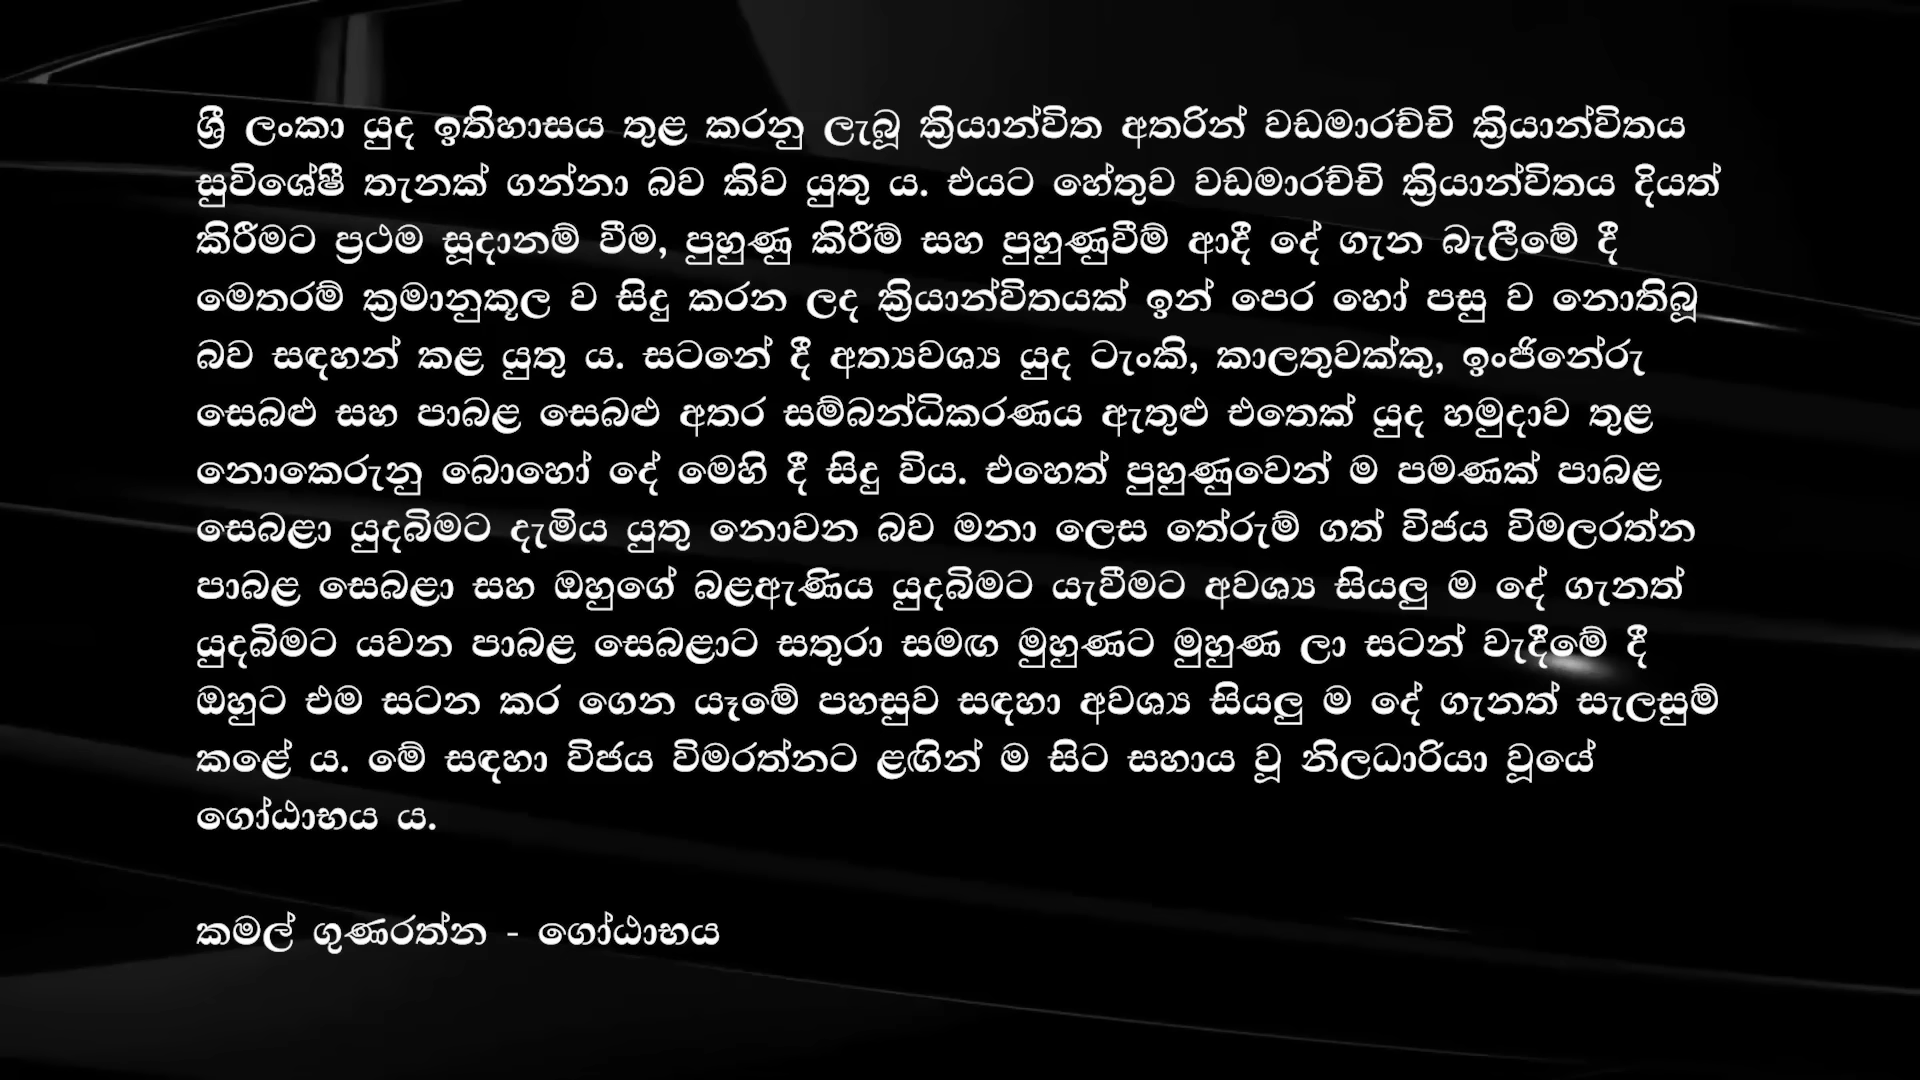 ශ්‍රී ලංකා යුද ඉතිහාසය තුළ කරනු ලැබූ ක්‍රියාන්විත අතරින් වඩමාරච්චි ක්‍රියාන්විතය
සුවිශේෂී තැනක් ගන්නා බව කිව යුතු ය. එයට හේතුව වඩමාරච්චි ක්‍රියාන්විතය දියත්
කිරීමට ප්‍රථම සූදානම් වීම, පුහුණු කිරීම් සහ පුහුණුවීම් ආදී දේ ගැන බැලීමේ දී
මෙතරම් ක්‍රමානුකූල ව සිදු කරන ලද ක්‍රියාන්විතයක් ඉන් පෙර හෝ පසු ව නොතිබූ
බව සඳහන් කළ යුතු ය. සටනේ දී අත්‍යවශ්‍ය යුද ටැංකි, කාලතුවක්කු, ඉංජිනේරු
සෙබළු සහ පාබළ සෙබළු අතර සම්බන්ධිකරණය ඇතුළු එතෙක් යුද හමුදාව තුළ
නොකෙරුනු බොහෝ දේ මෙහි දී සිදු විය. එහෙත් පුහුණුවෙන් ම පමණක් පාබළ
සෙබළා යුදබිමට දැමිය යුතු නොවන බව මනා ලෙස තේරුම් ගත් විජය විමලරත්න
පාබළ සෙබළා සහ ඔහුගේ බළඇණිය යුදබිමට යැවීමට අවශ්‍ය සියලු ම දේ ගැනත්
යුදබිමට යවන පාබළ සෙබළාට සතුරා සමඟ මුහුණට මුහුණ ලා සටන් වැදීමේ දී
ඔහුට එම සටන කර ගෙන යෑමේ පහසුව සඳහා අවශ්‍ය සියලු ම දේ ගැනත් සැලසුම්
කළේ ය. මේ සඳහා විජය විමරත්නට ළඟින් ම සිට සහාය වූ නිලධාරියා වූයේ
ගෝඨාභය ය.
කමල් ගුණරත්න - ගෝඨාභය